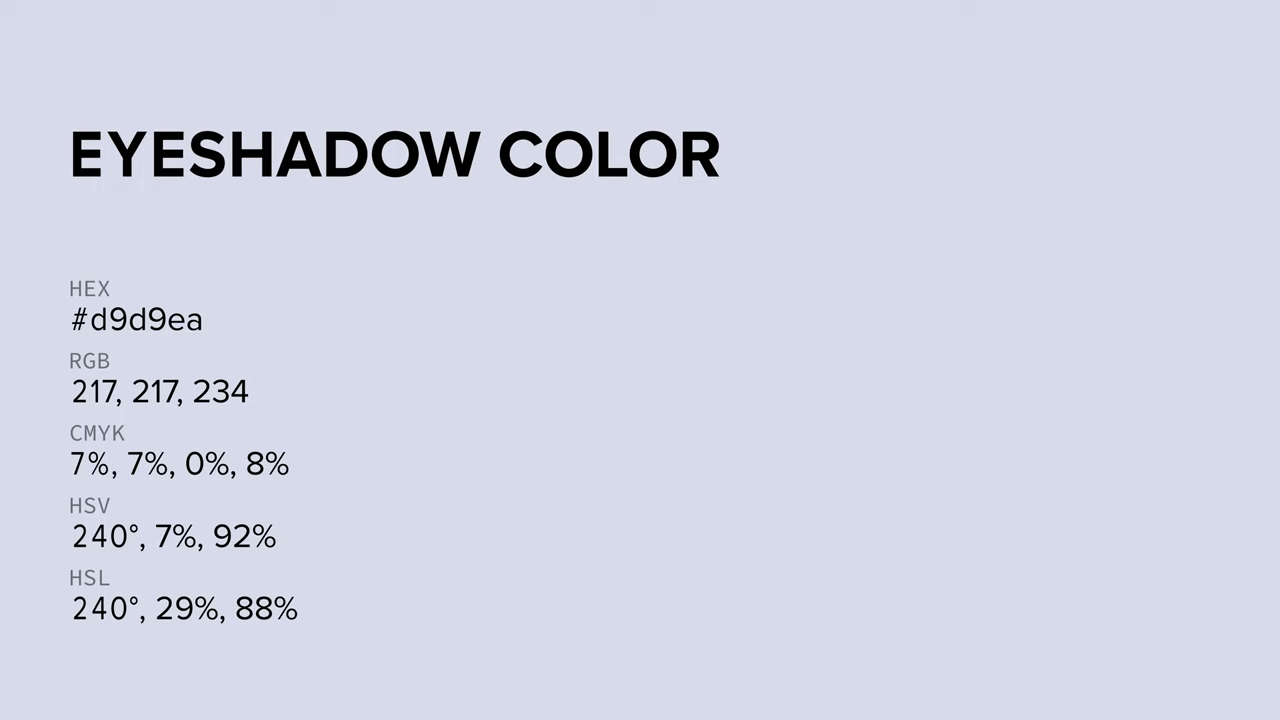 EYESHADOW COLOR
HEX
#d9d9ea
RGB
217, 217, 234
CMYK
7%, 7%, 0%, 8%
HSV
240°, 7%, 92%
HSL
240°, 29%, 88%